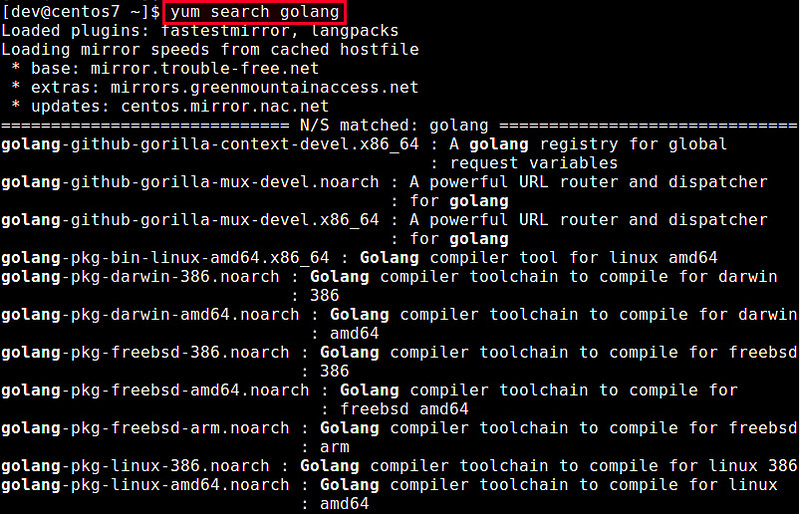 [dev@centos7 ~]$ yum search golang
Loaded plugins: fastestmirror, langpacks
Loading mirror speeds from cached hostfile
 * base: mirror.trouble-free.net
 * extras: mirrors.greenmountainaccess.net
 * updates: centos.mirror.nac.net
============================= N/S matched: golang ==============================
golang-github-gorilla-context-devel.x86_64 : A golang registry for global
                                           : request variables
golang-github-gorilla-mux-devel.noarch : A powerful URL router and dispatcher
                                       : for golang
golang-github-gorilla-mux-devel.x86_64 : A powerful URL router and dispatcher
                                       : for golang
golang-pkg-bin-linux-amd64.x86_64 : Golang compiler tool for linux amd64
golang-pkg-darwin-386.noarch : Golang compiler toolchain to compile for darwin
                             : 386
golang-pkg-darwin-amd64.noarch : Golang compiler toolchain to compile for darwin
                               : amd64
golang-pkg-freebsd-386.noarch : Golang compiler toolchain to compile for freebsd
                              : 386
golang-pkg-freebsd-amd64.noarch : Golang compiler toolchain to compile for
                                : freebsd amd64
golang-pkg-freebsd-arm.noarch : Golang compiler toolchain to compile for freebsd
                              : arm
golang-pkg-linux-386.noarch : Golang compiler toolchain to compile for linux 386
golang-pkg-linux-amd64.noarch : Golang compiler toolchain to compile for linux
                              : amd64